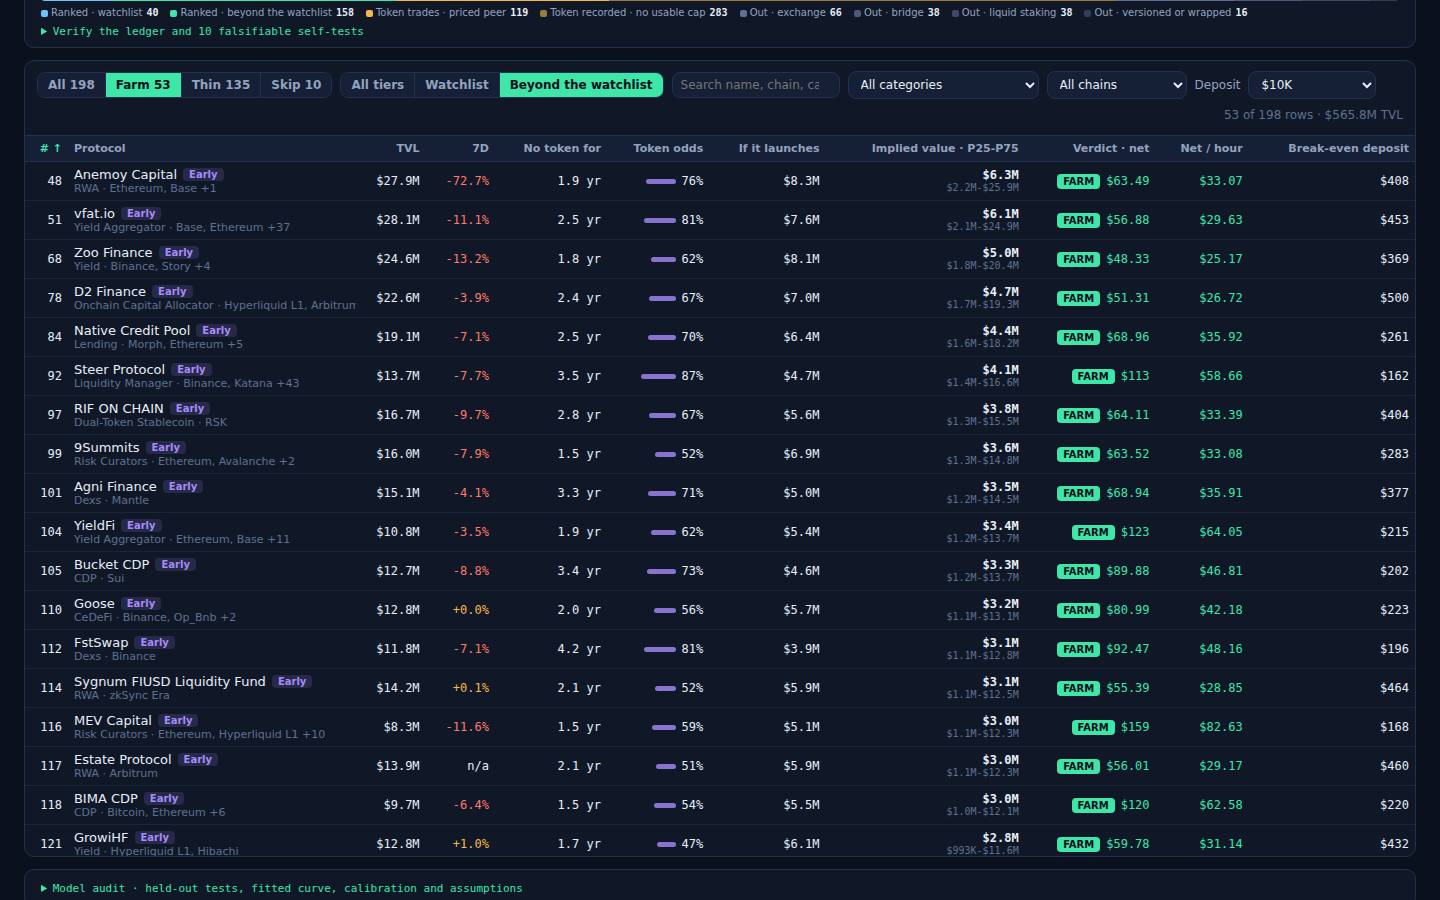 Ranked · watchlist 40 Ranked · beyond the watchlist 158 Token trades · priced peer 119 Token recorded · no usable cap 283 Out · exchange 66 Out · bridge 38 Out · liquid staking 38 Out · versioned or wrapped 16
Verify the ledger and 10 falsifiable self-tests
All 198 Farm 53 Thin 135 Skip 10 All tiers Watchlist Beyond the watchlist Search name, chain, ca All categories All chains Deposit $10K
53 of 198 rows · $565.8M TVL
# ↑ Protocol TVL 7D No token for Token odds If it launches Implied value · P25-P75 Verdict · net Net / hour Break-even deposit
48 Anemoy Capital Early $27.9M -72.7% 1.9 yr 76% $8.3M $6.3M FARM $63.49 $33.07 $408
RWA · Ethereum, Base +1 $2.2M-$25.9M
51 vfat.io Early $28.1M -11.1% 2.5 yr 81% $7.6M $6.1M FARM $56.88 $29.63 $453
Yield Aggregator · Base, Ethereum +37 $2.1M-$24.9M
68 Zoo Finance Early $24.6M -13.2% 1.8 yr 62% $8.1M $5.0M FARM $48.33 $25.17 $369
Yield · Binance, Story +4 $1.8M-$20.4M
78 D2 Finance Early $22.6M -3.9% 2.4 yr 67% $7.0M $4.7M FARM $51.31 $26.72 $500
Onchain Capital Allocator · Hyperliquid L1, Arbitrum $1.7M-$19.3M
84 Native Credit Pool Early $19.1M -7.1% 2.5 yr 70% $6.4M $4.4M FARM $68.96 $35.92 $261
Lending · Morph, Ethereum +5 $1.6M-$18.2M
92 Steer Protocol Early $13.7M -7.7% 3.5 yr 87% $4.7M $4.1M FARM $113 $58.66 $162
Liquidity Manager · Binance, Katana +43 $1.4M-$16.6M
97 RIF ON CHAIN Early $16.7M -9.7% 2.8 yr 67% $5.6M $3.8M FARM $64.11 $33.39 $404
Dual-Token Stablecoin · RSK $1.3M-$15.5M
99 9Summits Early $16.0M -7.9% 1.5 yr 52% $6.9M $3.6M FARM $63.52 $33.08 $283
Risk Curators · Ethereum, Avalanche +2 $1.3M-$14.8M
101 Agni Finance Early $15.1M -4.1% 3.3 yr 71% $5.0M $3.5M FARM $68.94 $35.91 $377
Dexs · Mantle $1.2M-$14.5M
104 YieldFi Early $10.8M -3.5% 1.9 yr 62% $5.4M $3.4M FARM $123 $64.05 $215
Yield Aggregator · Ethereum, Base +11 $1.2M-$13.7M
105 Bucket CDP Early $12.7M -8.8% 3.4 yr 73% $4.6M $3.3M FARM $89.88 $46.81 $202
CDP · Sui $1.2M-$13.7M
110 Goose Early $12.8M +0.0% 2.0 yr 56% $5.7M $3.2M FARM $80.99 $42.18 $223
CeDeFi · Binance, Op_Bnb +2 $1.1M-$13.1M
112 FstSwap Early $11.8M -7.1% 4.2 yr 81% $3.9M $3.1M FARM $92.47 $48.16 $196
Dexs · Binance $1.1M-$12.8M
114 Sygnum FIUSD Liquidity Fund Early $14.2M +0.1% 2.1 yr 52% $5.9M $3.1M FARM $55.39 $28.85 $464
RWA · zkSync Era $1.1M-$12.5M
116 MEV Capital Early $8.3M -11.6% 1.5 yr 59% $5.1M $3.0M FARM $159 $82.63 $168
Risk Curators · Ethereum, Hyperliquid L1 +10 $1.1M-$12.3M
117 Estate Protocol Early $13.9M n/a 2.1 yr 51% $5.9M $3.0M FARM $56.01 $29.17 $460
RWA · Arbitrum $1.1M-$12.3M
118 BIMA CDP Early $9.7M -6.4% 1.5 yr 54% $5.5M $3.0M FARM $120 $62.58 $220
CDP · Bitcoin, Ethereum +6 $1.0M-$12.1M
121 GrowiHF Early $12.8M +1.0% 1.7 yr 47% $6.1M $2.8M FARM $59.78 $31.14 $432
Yield · Hyperliquid L1, Hibachi $993K-$11.6M
Model audit · held-out tests, fitted curve, calibration and assumptions